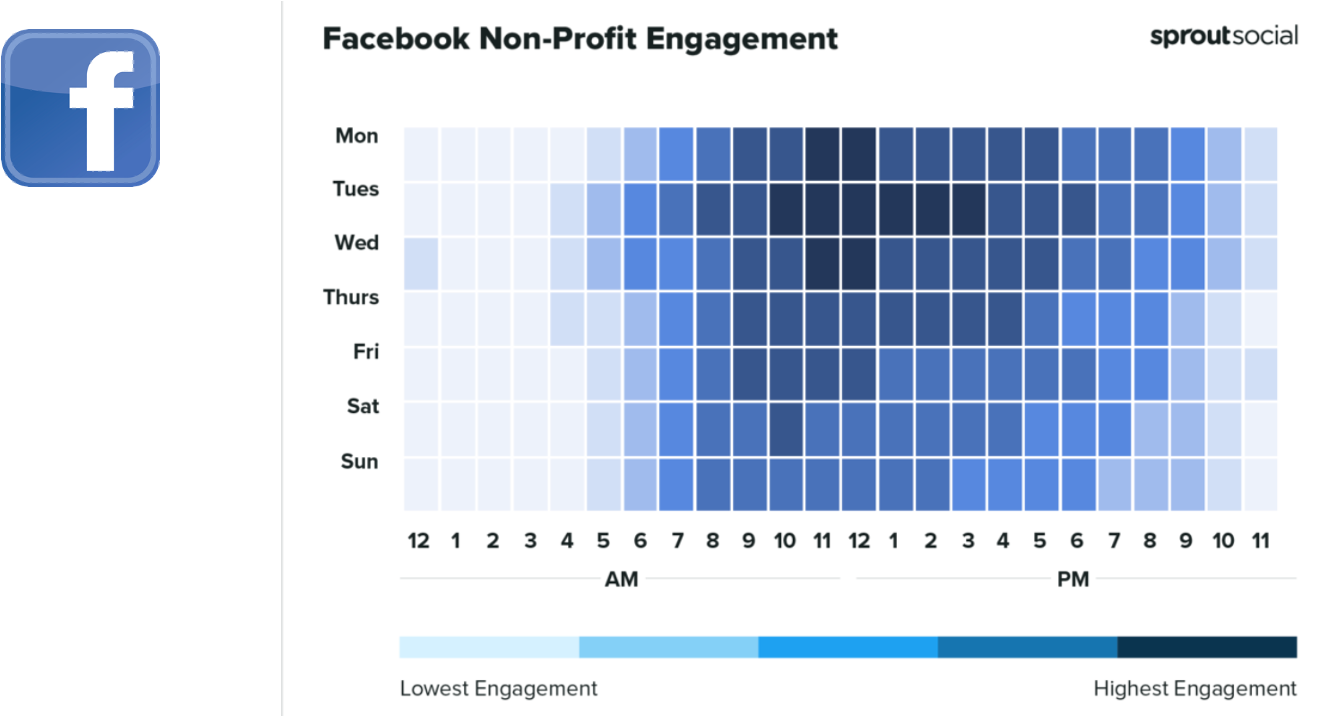 f
Facebook Non-Profit Engagement
sproutsocial
Mon
Tues
Wed
Thurs
Fri
Sat
Sun
12 1 2 3 4 5 6 7 8 9 10 11 12 1 2 3 4 5 6 7 8 9 10 11
AM PM
Lowest Engagement Highest Engagement